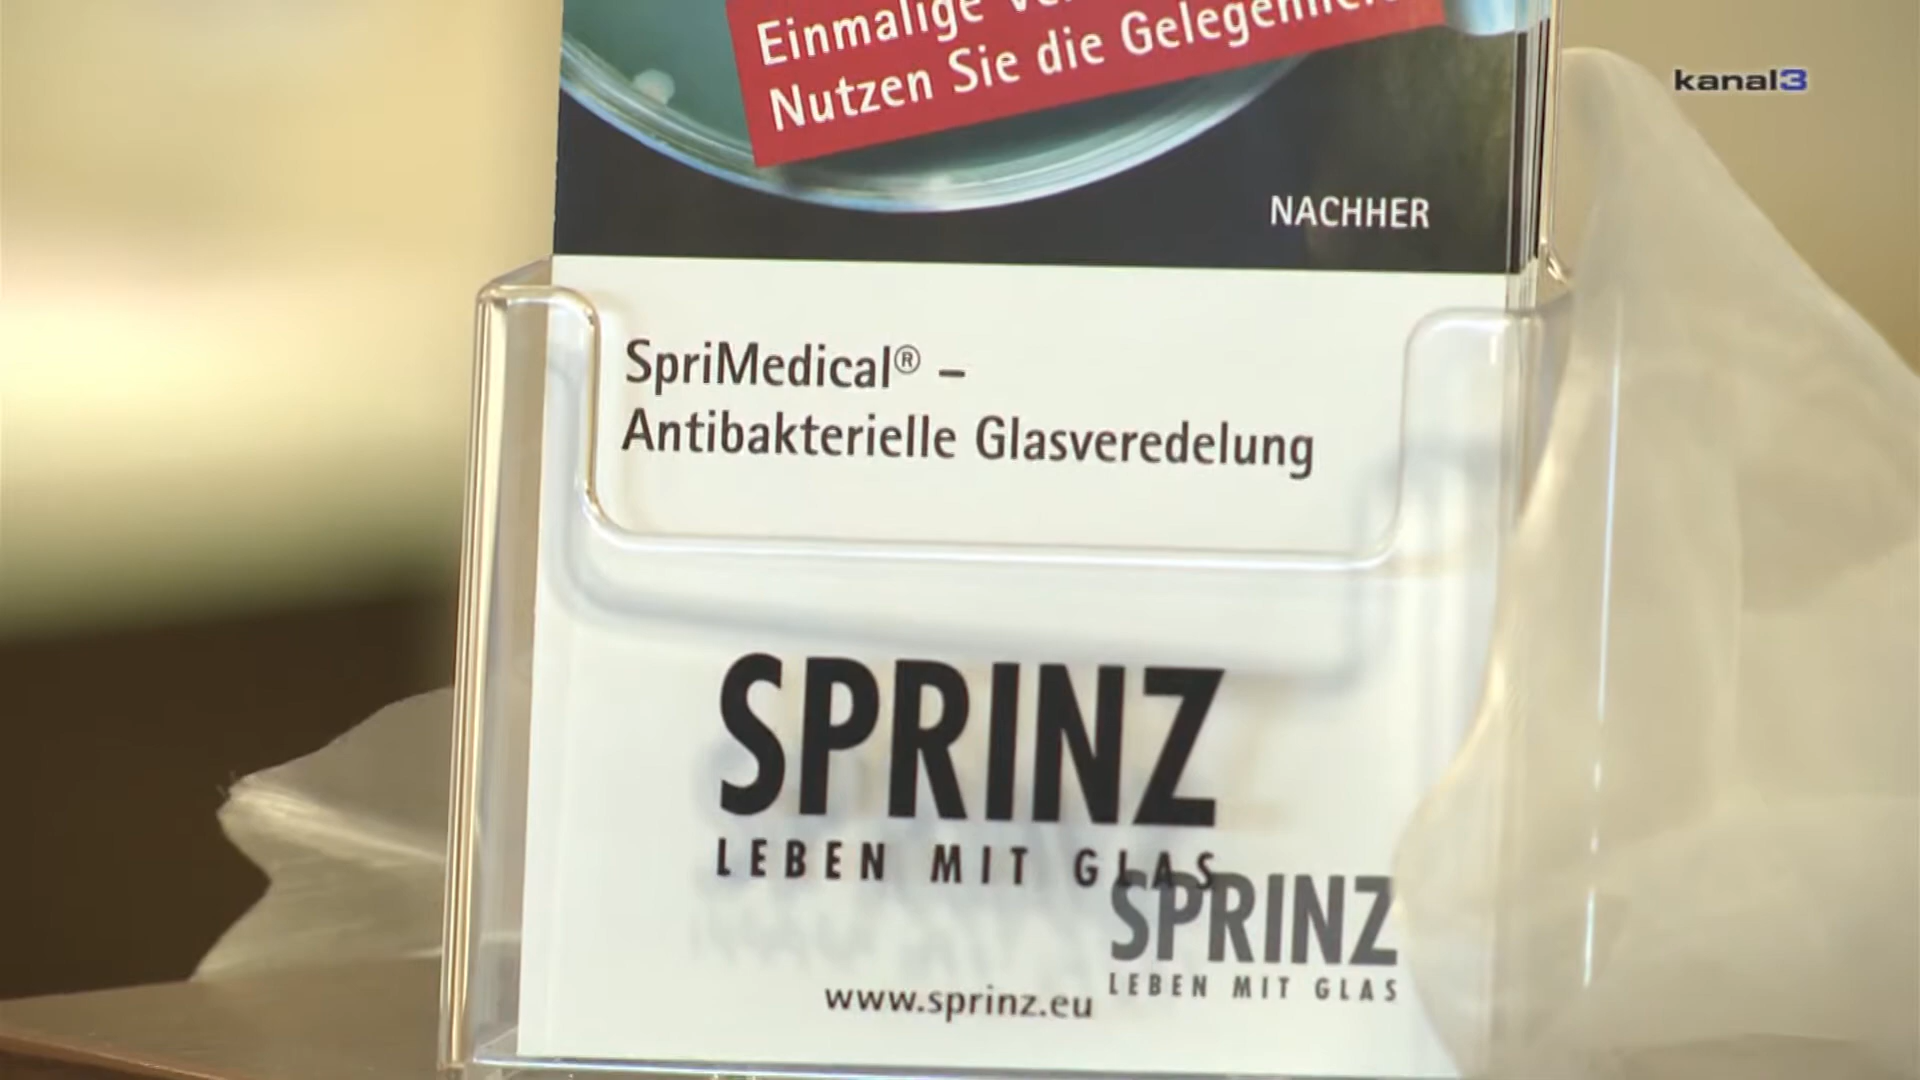 Einmalige
Nutzen Sie die Gelegenheit
kanal3
NACHHER
SpriMedical® –
Antibakterielle Glasveredelung
SPRINZ
LEBEN MIT GLAS
SPRINZ
LEBEN MIT GLAS
www.sprinz.eu